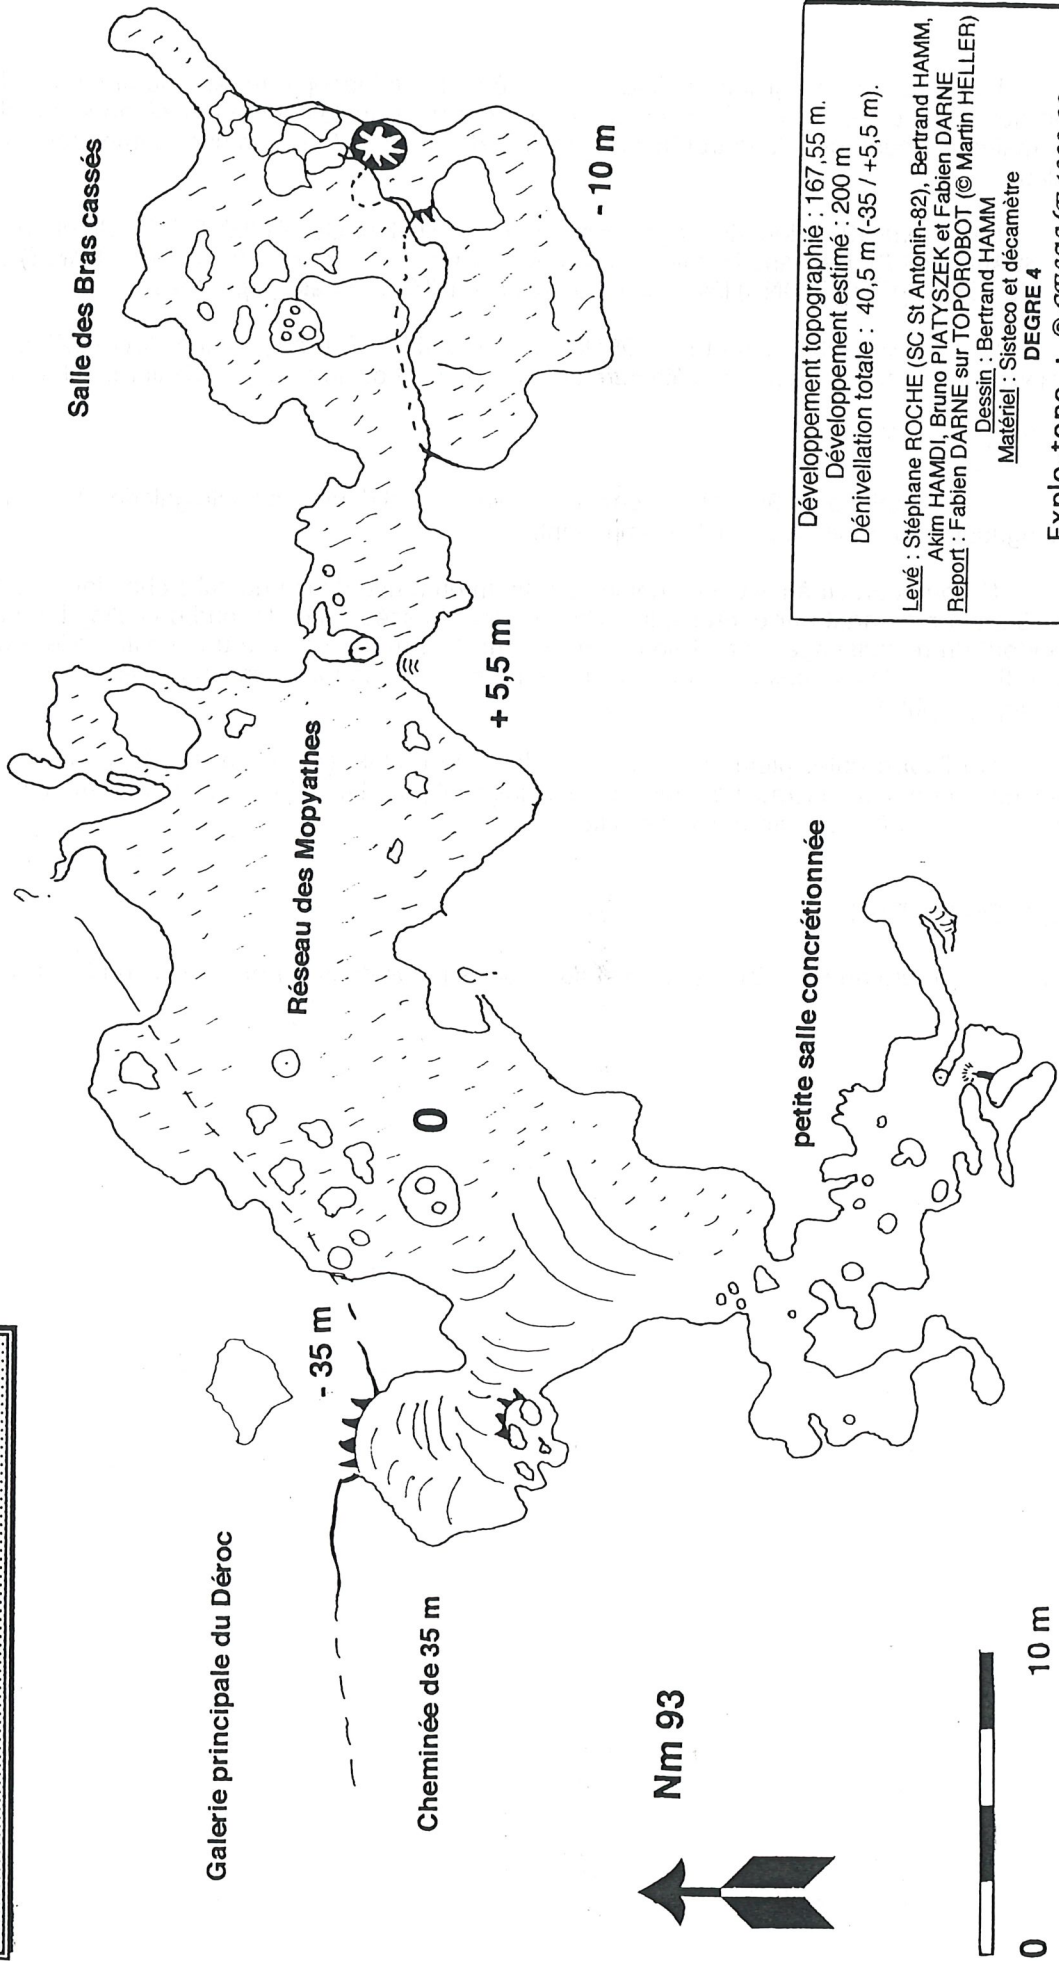 Salle des Bras cassés
- 10 m
Réseau des Mopyathes
+ 5,5 m
0
- 35 m
petite salle concrétionnée
Galerie principale du Déroc
Cheminée de 35 m
Nm 93
0
10 m
?
?
Développement topographié : 167,55 m.
Développement estimé : 200 m
Dénivellation totale : 40,5 m (-35 / +5,5 m).
Levé : Stéphane ROCHE (SC St Antonin-82), Bertrand HAMM,
Akim HAMDI, Bruno PIATYSZEK et Fabien DARNE
Report : Fabien DARNE sur TOPOROBOT (© Martin HELLER)
Dessin : Bertrand HAMM
Matériel : Sisteco et décamètre
DEGRE 4